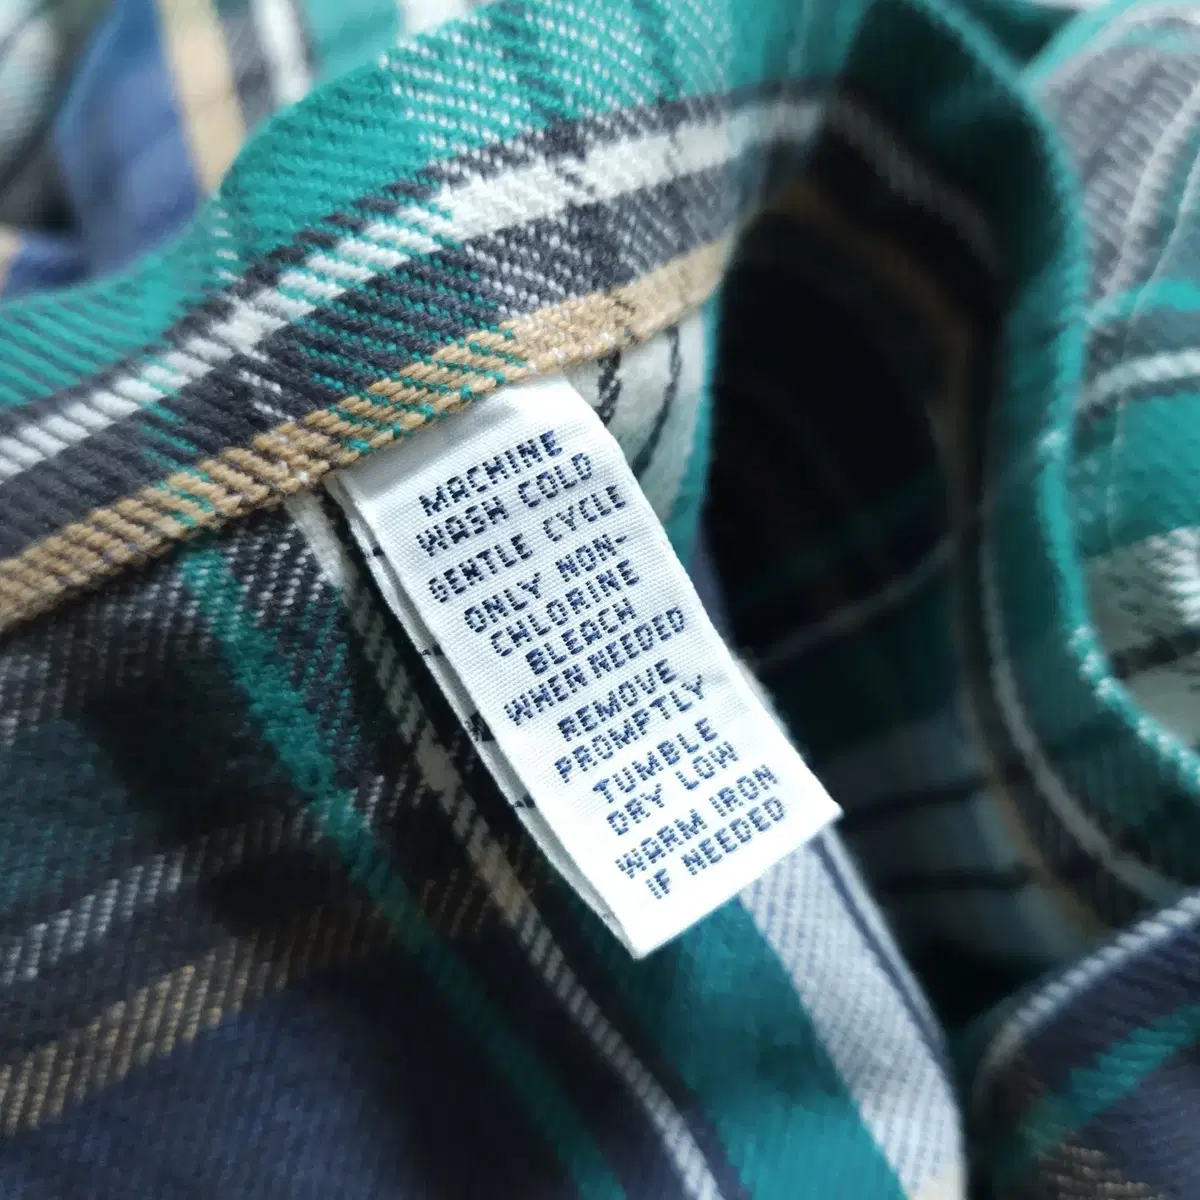 MACHINE
WASH COLD
GENTLE CYCLE
ONLY NON-
CHLORINE
BLEACH
WHEN NEEDED
REMOVE
PROMPTLY
TUMBLE
DRY LOW
WARM IRON
IF NEEDED